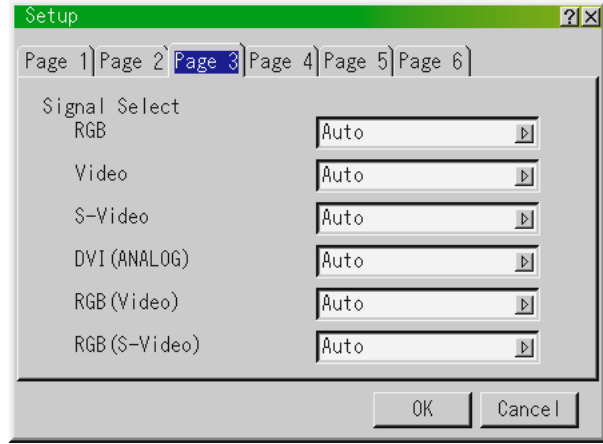 Setup ?
Page 1 Page 2 Page 3 Page 4 Page 5 Page 6
Signal Select
RGB Auto
Video Auto
S-Video Auto
DVI(ANALOG) Auto
RGB(Video) Auto
RGB(S-Video) Auto
OK Cancel